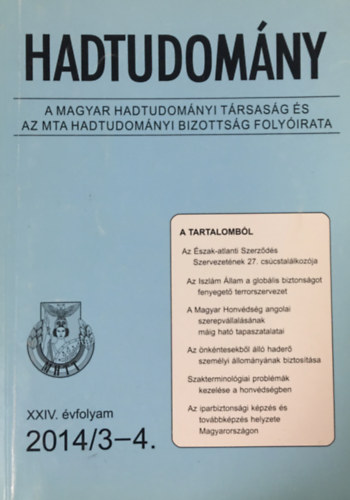 HADTUDOMÁNY
A MAGYAR HADTUDOMÁNYI TÁRSASÁG ÉS
AZ MTA HADTUDOMÁNYI BIZOTTSÁG FOLYÓIRATA
A TARTALOMBÓL
Az Észak-atlanti Szerződés
Szervezetének 27. csúcstalálkozója
Az Iszlám Állam a globális biztonságot
fenyegető terrorszervezet
A Magyar Honvédség angolai
szerepvállalásának
máig ható tapaszatalatai
Az önkéntesekből álló haderő
személyi állományának biztosítása
Szakterminológiai problémák
kezelése a honvédségben
Az iparbiztonsági képzés és
továbbképzés helyzete
Magyarországon
MHTT
XXIV. évfolyam
2014/3–4.